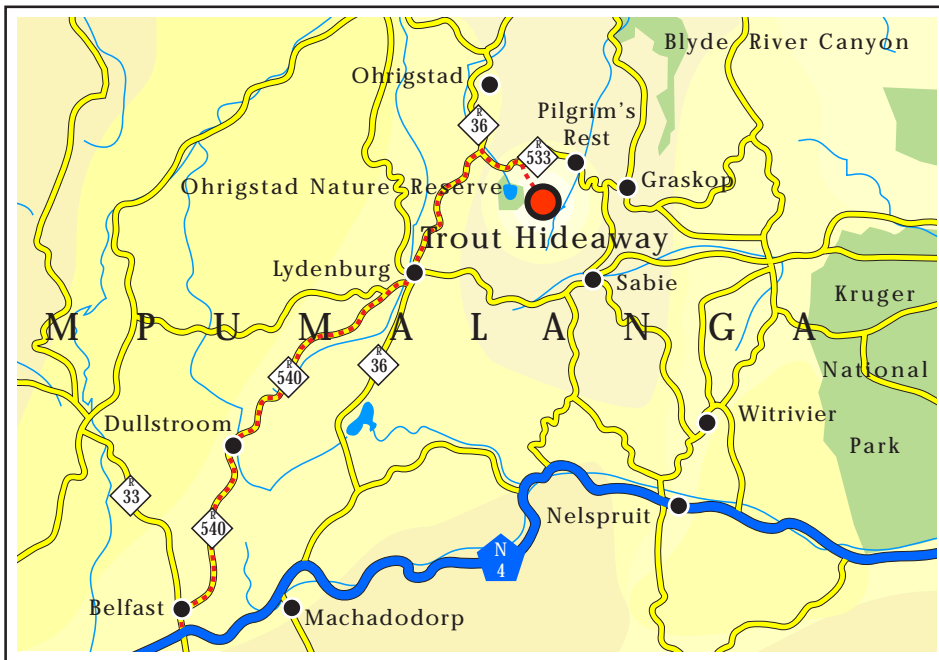 Blyde River Canyon
Ohrigstad
R
36
Pilgrim's
Rest
R
533
Ohrigstad Nature Reserve
Graskop
Trout Hideaway
Lydenburg
Sabie
Kruger
MPUMALANGA
R
36
R
540
National
Dullstroom
Witrivier
Park
R
33
Nelspruit
R
540
N
4
Belfast
Machadodorp